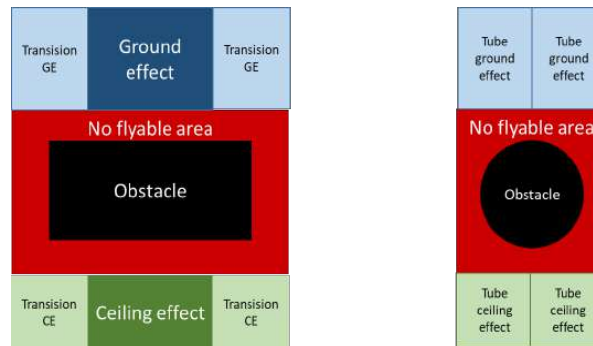 Transision
GE
Ground
effect
Transision
GE
No flyable area
Obstacle
Transision
CE
Ceiling effect
Transision
CE
Tube
ground
effect
Tube
ground
effect
No flyable area
Obstacle
Tube
ceiling
effect
Tube
ceiling
effect